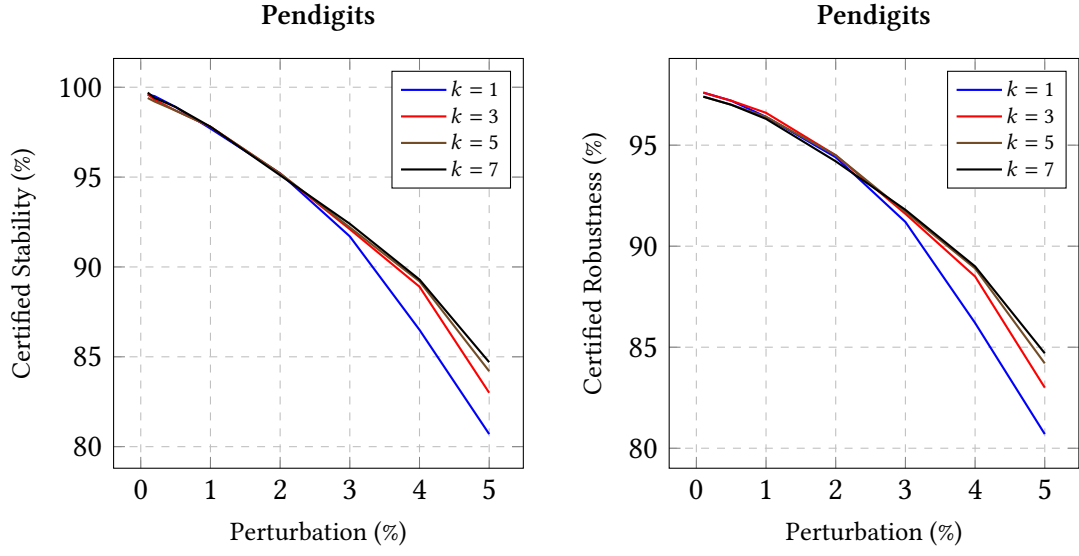 Pendigits
Certified Stability (%)
100
95
90
85
80
0 1 2 3 4 5
Perturbation (%)
k = 1
k = 3
k = 5
k = 7
Pendigits
Certified Robustness (%)
95
90
85
80
0 1 2 3 4 5
Perturbation (%)
k = 1
k = 3
k = 5
k = 7